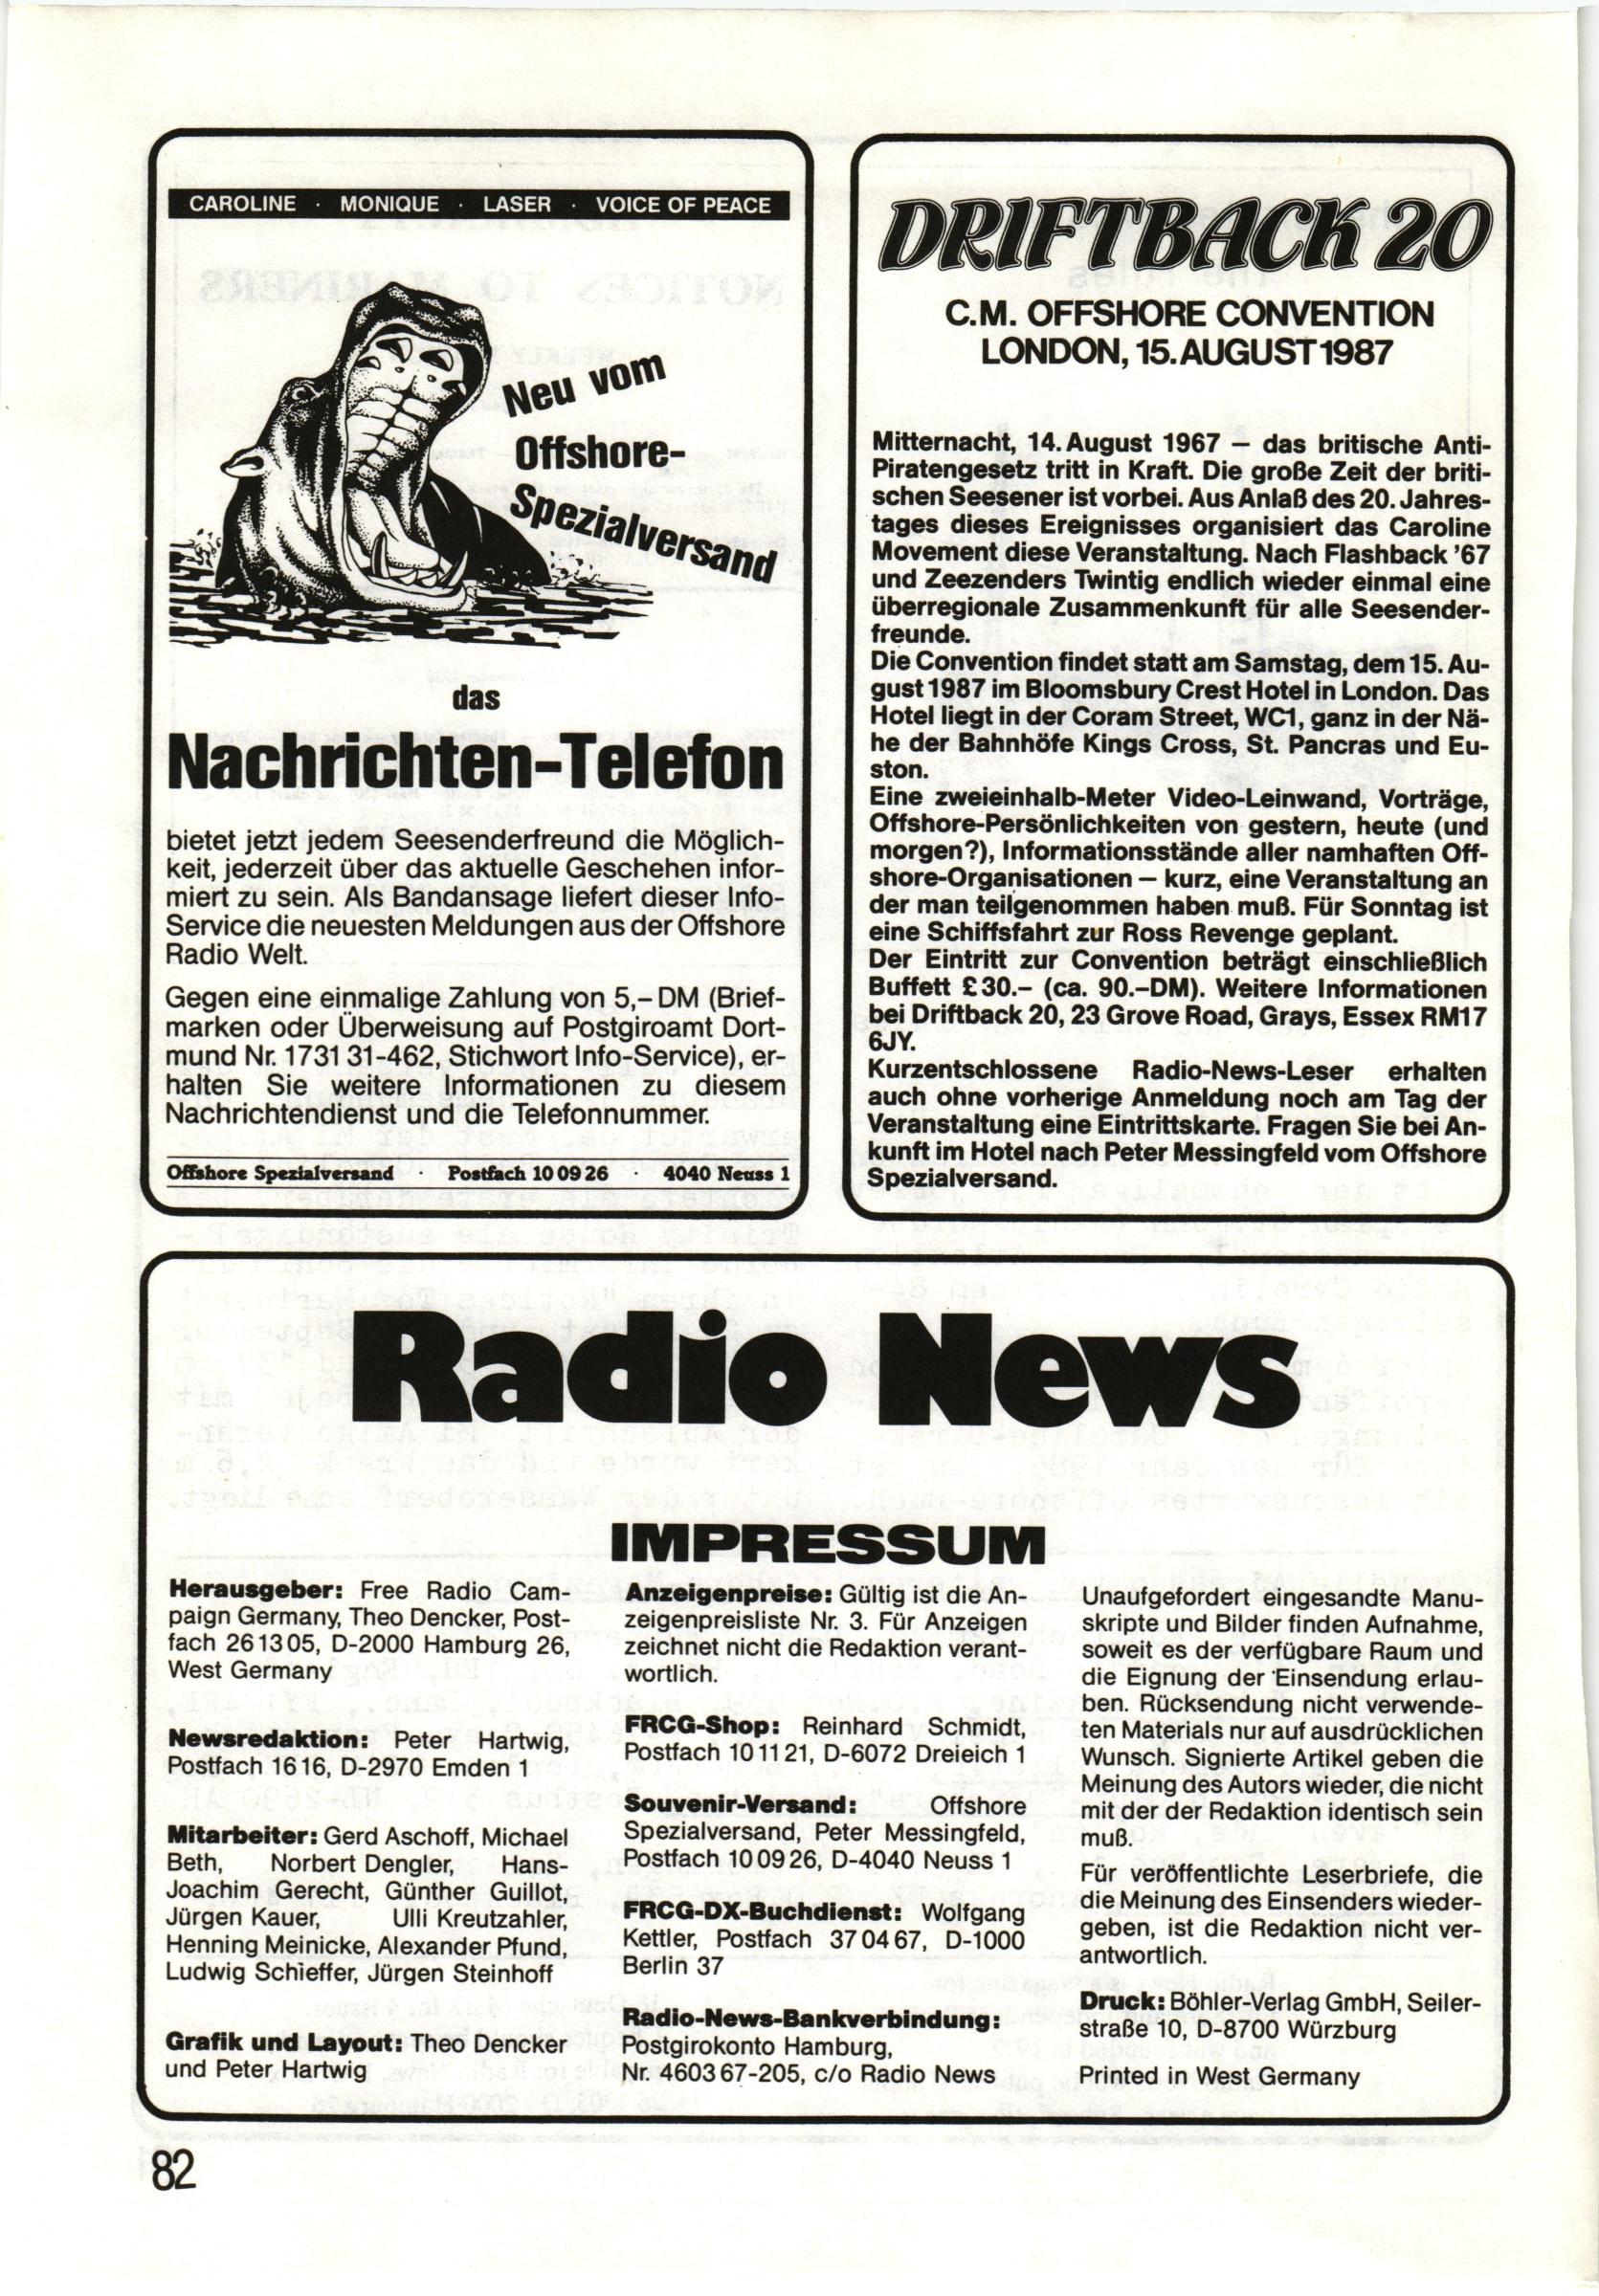 CAROLINE · MONIQUE · LASER · VOICE OF PEACE
Neu vom
Offshore-
Spezialversand
das
Nachrichten-Telefon
bietet jetzt jedem Seesenderfreund die Möglich-
keit, jederzeit über das aktuelle Geschehen infor-
miert zu sein. Als Bandansage liefert dieser Info-
Service die neuesten Meldungen aus der Offshore
Radio Welt.
Gegen eine einmalige Zahlung von 5,– DM (Brief-
marken oder Überweisung auf Postgiroamt Dort-
mund Nr. 1731 31-462, Stichwort Info-Service), er-
halten Sie weitere Informationen zu diesem
Nachrichtendienst und die Telefonnummer.
Offshore Spezialversand · Postfach 10 09 26 · 4040 Neuss 1
DRIFTBACK 20
C.M. OFFSHORE CONVENTION
LONDON, 15. AUGUST 1987
Mitternacht, 14. August 1967 – das britische Anti-
Piratengesetz tritt in Kraft. Die große Zeit der briti-
schen Seesener ist vorbei. Aus Anlaß des 20. Jahres-
tages dieses Ereignisses organisiert das Caroline
Movement diese Veranstaltung. Nach Flashback '67
und Zeezenders Twintig endlich wieder einmal eine
überregionale Zusammenkunft für alle Seesender-
freunde.
Die Convention findet statt am Samstag, dem 15. Au-
gust 1987 im Bloomsbury Crest Hotel in London. Das
Hotel liegt in der Coram Street, WC1, ganz in der Nä-
he der Bahnhöfe Kings Cross, St. Pancras und Eu-
ston.
Eine zweieinhalb-Meter Video-Leinwand, Vorträge,
Offshore-Persönlichkeiten von gestern, heute (und
morgen?), Informationsstände aller namhaften Off-
shore-Organisationen – kurz, eine Veranstaltung an
der man teilgenommen haben muß. Für Sonntag ist
eine Schiffsfahrt zur Ross Revenge geplant.
Der Eintritt zur Convention beträgt einschließlich
Buffett £ 30.– (ca. 90.–DM). Weitere Informationen
bei Driftback 20, 23 Grove Road, Grays, Essex RM17
6JY.
Kurzentschlossene Radio-News-Leser erhalten
auch ohne vorherige Anmeldung noch am Tag der
Veranstaltung eine Eintrittskarte. Fragen Sie bei An-
kunft im Hotel nach Peter Messingfeld vom Offshore
Spezialversand.
Radio News
IMPRESSUM
Herausgeber: Free Radio Cam-
paign Germany, Theo Dencker, Post-
fach 26 13 05, D-2000 Hamburg 26,
West Germany
Newsredaktion: Peter Hartwig,
Postfach 16 16, D-2970 Emden 1
Mitarbeiter: Gerd Aschoff, Michael
Beth, Norbert Dengler, Hans-
Joachim Gerecht, Günther Guillot,
Jürgen Kauer, Ulli Kreutzahler,
Henning Meinicke, Alexander Pfund,
Ludwig Schieffer, Jürgen Steinhoff
Grafik und Layout: Theo Dencker
und Peter Hartwig
Anzeigenpreise: Gültig ist die An-
zeigenpreisliste Nr. 3. Für Anzeigen
zeichnet nicht die Redaktion verant-
wortlich.
FRCG-Shop: Reinhard Schmidt,
Postfach 10 11 21, D-6072 Dreieich 1
Souvenir-Versand: Offshore
Spezialversand, Peter Messingfeld,
Postfach 10 09 26, D-4040 Neuss 1
FRCG-DX-Buchdienst: Wolfgang
Kettler, Postfach 37 04 67, D-1000
Berlin 37
Radio-News-Bankverbindung:
Postgirokonto Hamburg,
Nr. 4603 67-205, c/o Radio News
Unaufgefordert eingesandte Manu-
skripte und Bilder finden Aufnahme,
soweit es der verfügbare Raum und
die Eignung der Einsendung erlau-
ben. Rücksendung nicht verwende-
ten Materials nur auf ausdrücklichen
Wunsch. Signierte Artikel geben die
Meinung des Autors wieder, die nicht
mit der der Redaktion identisch sein
muß.
Für veröffentlichte Leserbriefe, die
die Meinung des Einsenders wieder-
geben, ist die Redaktion nicht ver-
antwortlich.
Druck: Böhler-Verlag GmbH, Seiler-
straße 10, D-8700 Würzburg
Printed in West Germany
82